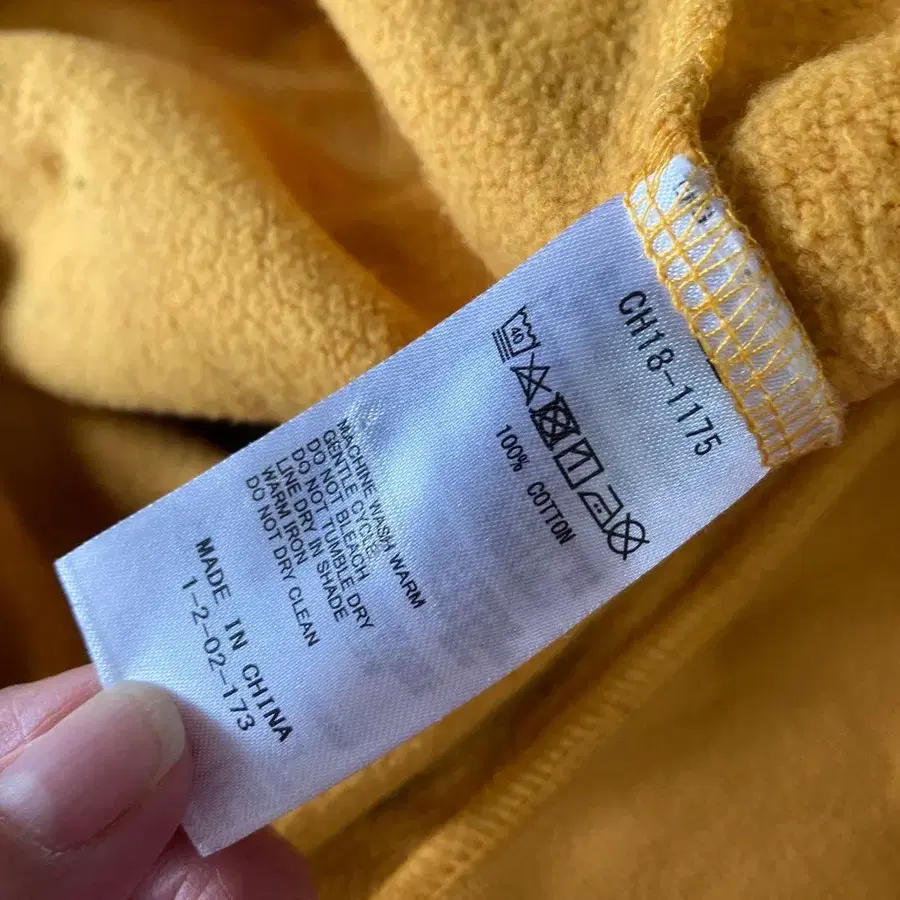 CH18-1175
40
100% COTTON
MACHINE WASH WARM
GENTLE CYCLE
DO NOT BLEACH
DO NOT TUMBLE DRY
LINE DRY IN SHADE
WARM IRON
DO NOT DRY CLEAN
MADE IN CHINA
1-2-02-173